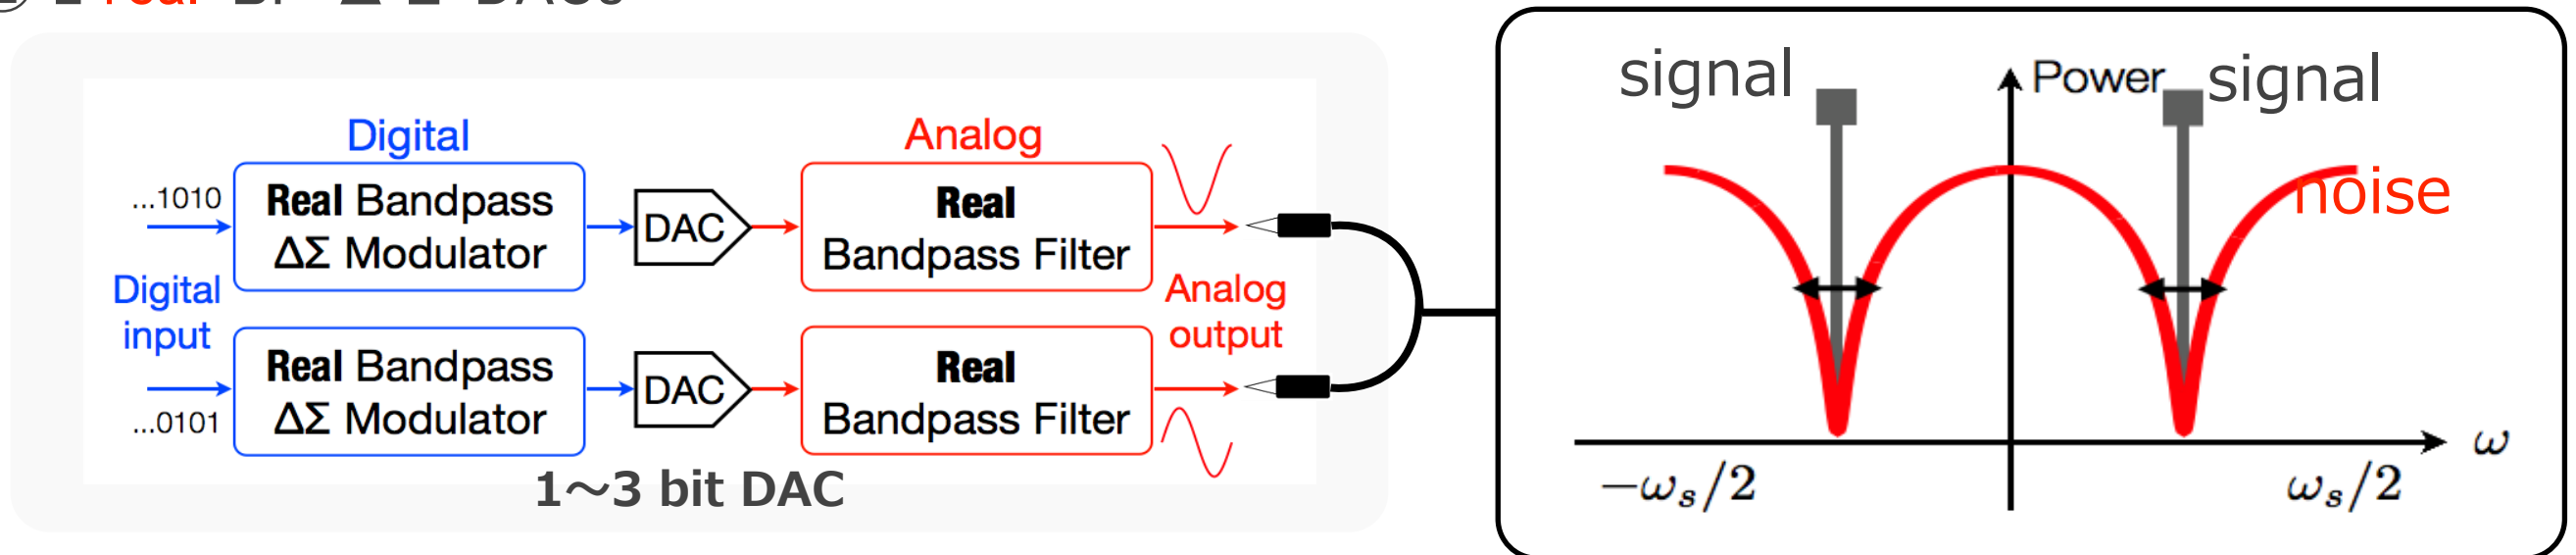 Digital
Analog
...1010
Real Bandpass
ΔΣ Modulator
DAC
Real
Bandpass Filter
Digital
input
Analog
output
Real Bandpass
ΔΣ Modulator
DAC
Real
Bandpass Filter
...0101
1～3 bit DAC
signal
Power
signal
noise
ω
−ωs/2
ωs/2